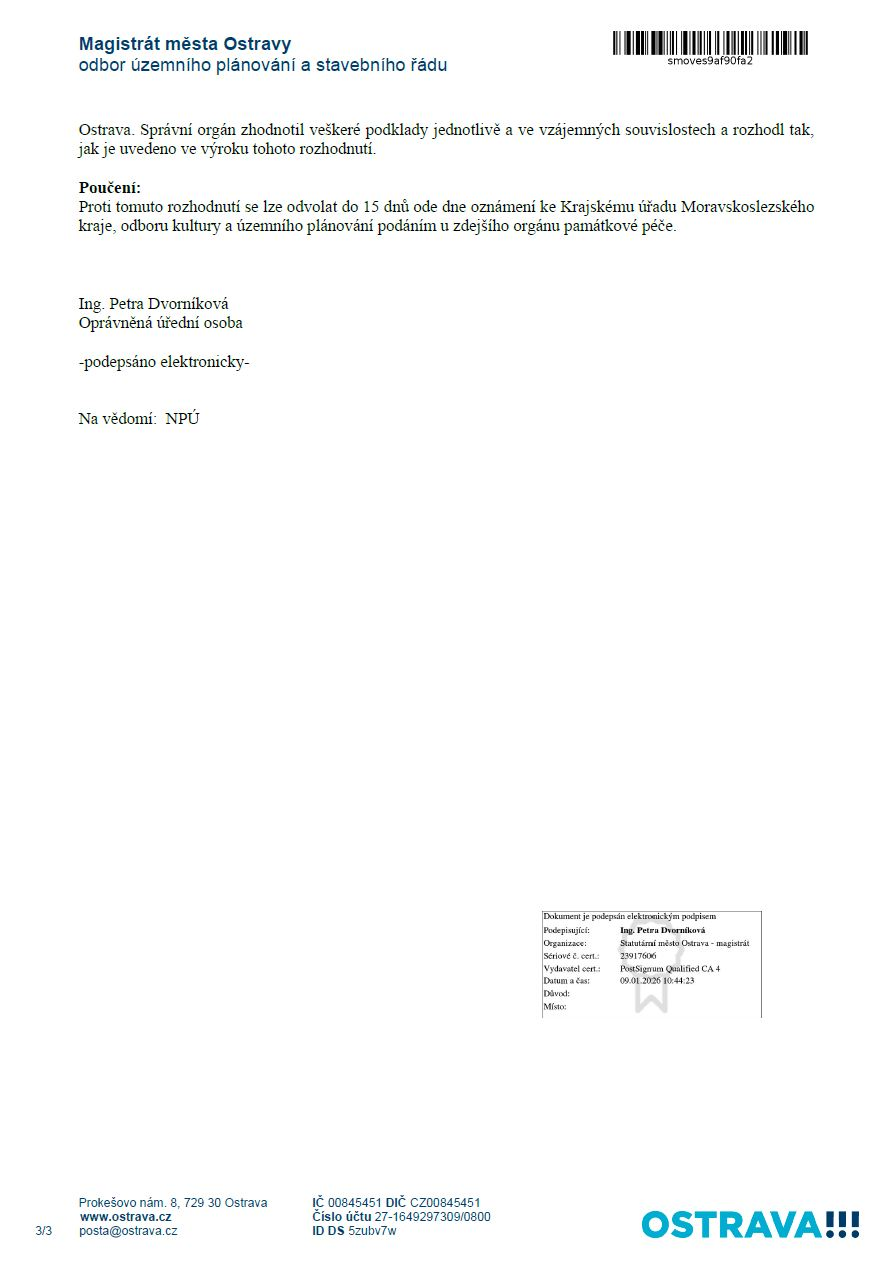 Magistrát města Ostravy
odbor územního plánování a stavebního řádu
smoves9af90fa2
Ostrava. Správní orgán zhodnotil veškeré podklady jednotlivě a ve vzájemných souvislostech a rozhodl tak,
jak je uvedeno ve výroku tohoto rozhodnutí.
Poučení:
Proti tomuto rozhodnutí se lze odvolat do 15 dnů ode dne oznámení ke Krajskému úřadu Moravskoslezského
kraje, odboru kultury a územního plánování podáním u zdejšího orgánu památkové péče.
Ing. Petra Dvorníková
Oprávněná úřední osoba
-podepsáno elektronicky-
Na vědomí:  NPÚ
Dokument je podepsán elektronickým podpisem
Podepisující: Ing. Petra Dvorníková
Organizace: Statutární město Ostrava - magistrát
Sériové č. cert.: 23917606
Vydavatel cert.: PostSignum Qualified CA 4
Datum a čas: 09.01.2026 10:44:23
Důvod:
Místo:
Prokešovo nám. 8, 729 30 Ostrava IČ 00845451 DIČ CZ00845451
www.ostrava.cz Číslo účtu 27-1649297309/0800
3/3 posta@ostrava.cz ID DS 5zubv7w
OSTRAVA!!!